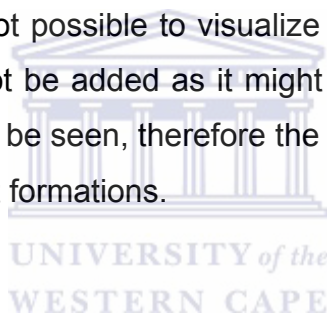 ot possible to visualize
ot be added as it might
be seen, therefore the
formations.
UNIVERSITY of the
WESTERN CAPE